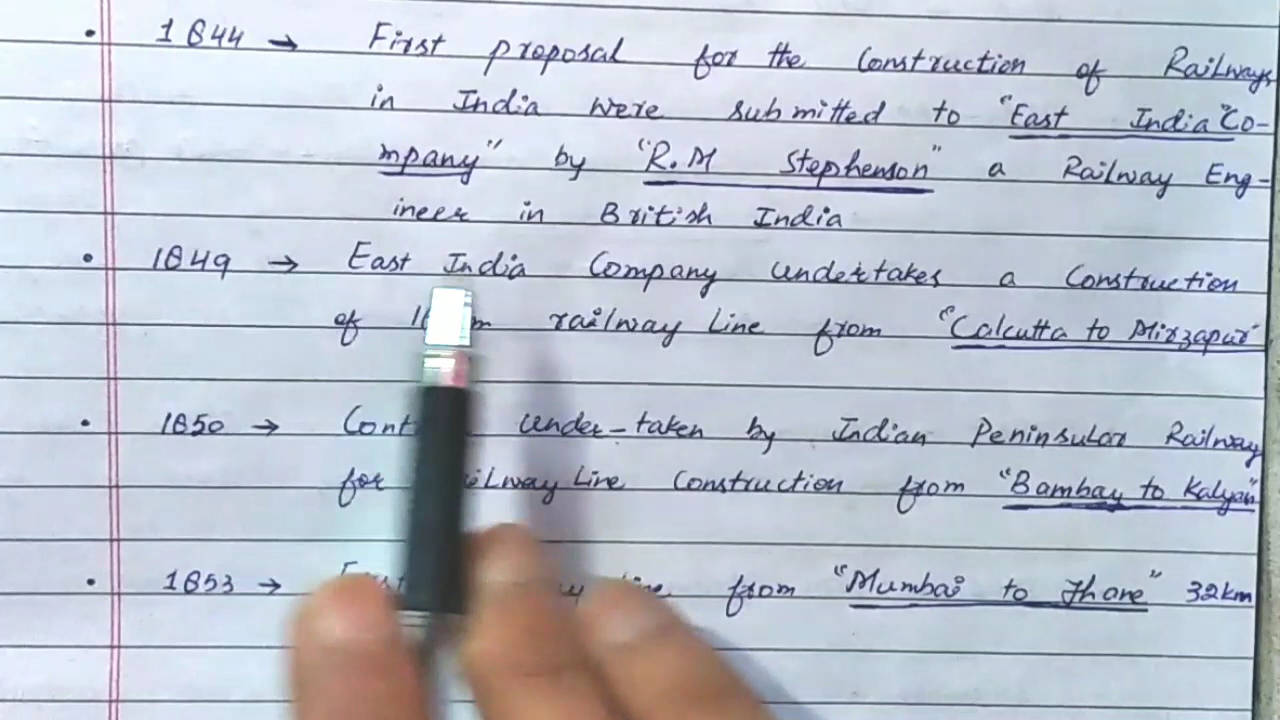 • 1844 → First proposal for the Construction of Railways
in India were submitted to "East India "Co-
mpany" by "R.M Stephenson" a Railway Eng-
ineer in British India
• 1849 → East India Company undertakes a Construction
of railway Line from "Calcutta to Mirzapur"
• 1850 → under-taken by Indian Peninsular Railway
for Line Construction from "Bambay to Kalyan"
• 1853 → from "Mumbai to Thane" 32km